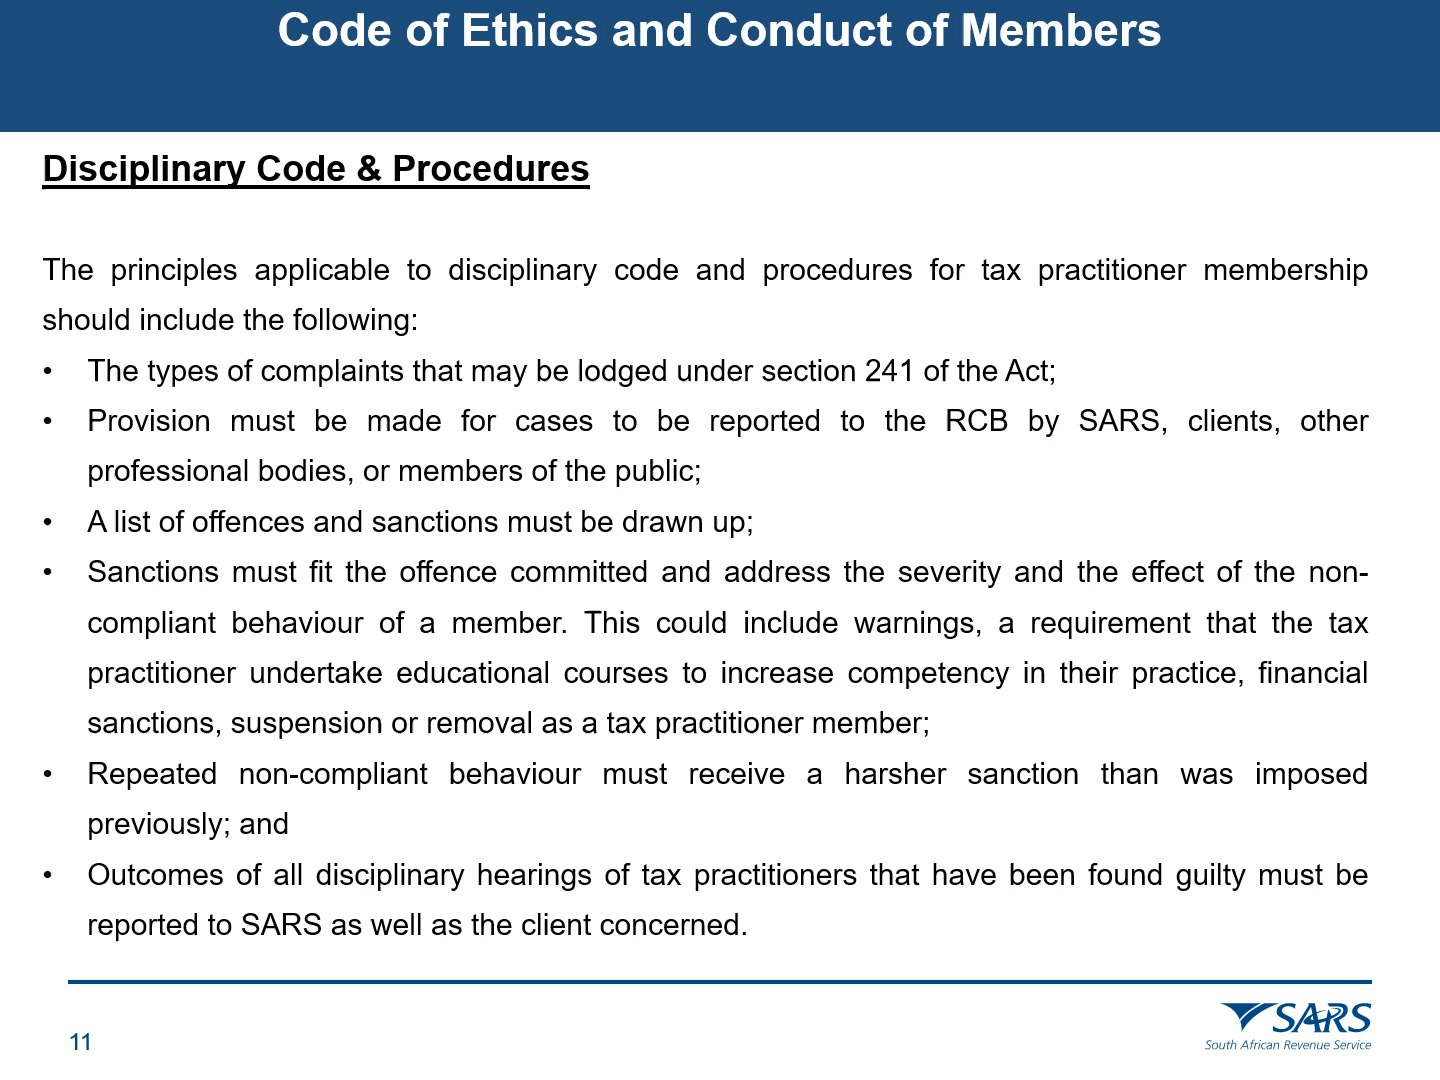 Code of Ethics and Conduct of Members
Disciplinary Code & Procedures
The principles applicable to disciplinary code and procedures for tax practitioner membership
should include the following:
• The types of complaints that may be lodged under section 241 of the Act;
• Provision must be made for cases to be reported to the RCB by SARS, clients, other
professional bodies, or members of the public;
• A list of offences and sanctions must be drawn up;
• Sanctions must fit the offence committed and address the severity and the effect of the non-
compliant behaviour of a member. This could include warnings, a requirement that the tax
practitioner undertake educational courses to increase competency in their practice, financial
sanctions, suspension or removal as a tax practitioner member;
• Repeated non-compliant behaviour must receive a harsher sanction than was imposed
previously; and
• Outcomes of all disciplinary hearings of tax practitioners that have been found guilty must be
reported to SARS as well as the client concerned.
11
SARS
South African Revenue Service